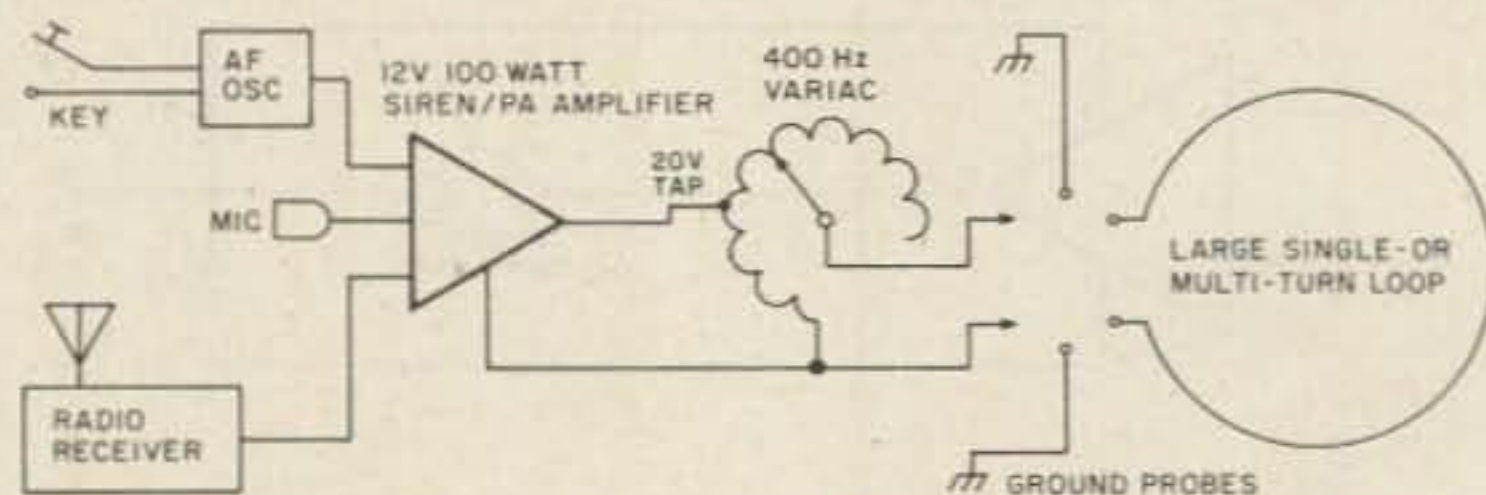 AF
OSC
KEY
12V 100 WATT
SIREN/PA AMPLIFIER
400 Hz
VARIAC
20V
TAP
MIC
LARGE SINGLE-OR
MULTI-TURN LOOP
RADIO
RECEIVER
GROUND PROBES